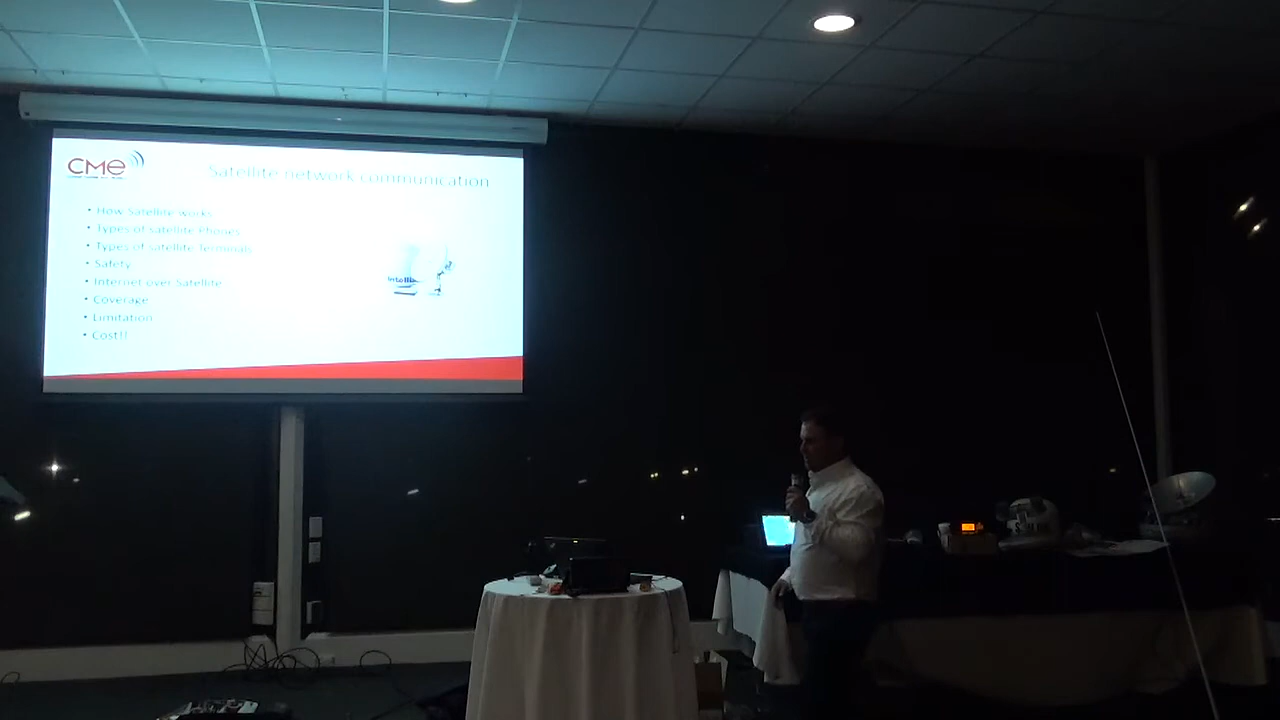 CME
Satellite network communication
• How Satellite works
• Types of satellite Phones
• Types of satellite Terminals
• Safety
• Internet over Satellite
• Coverage
• Limitation
• Cost!!